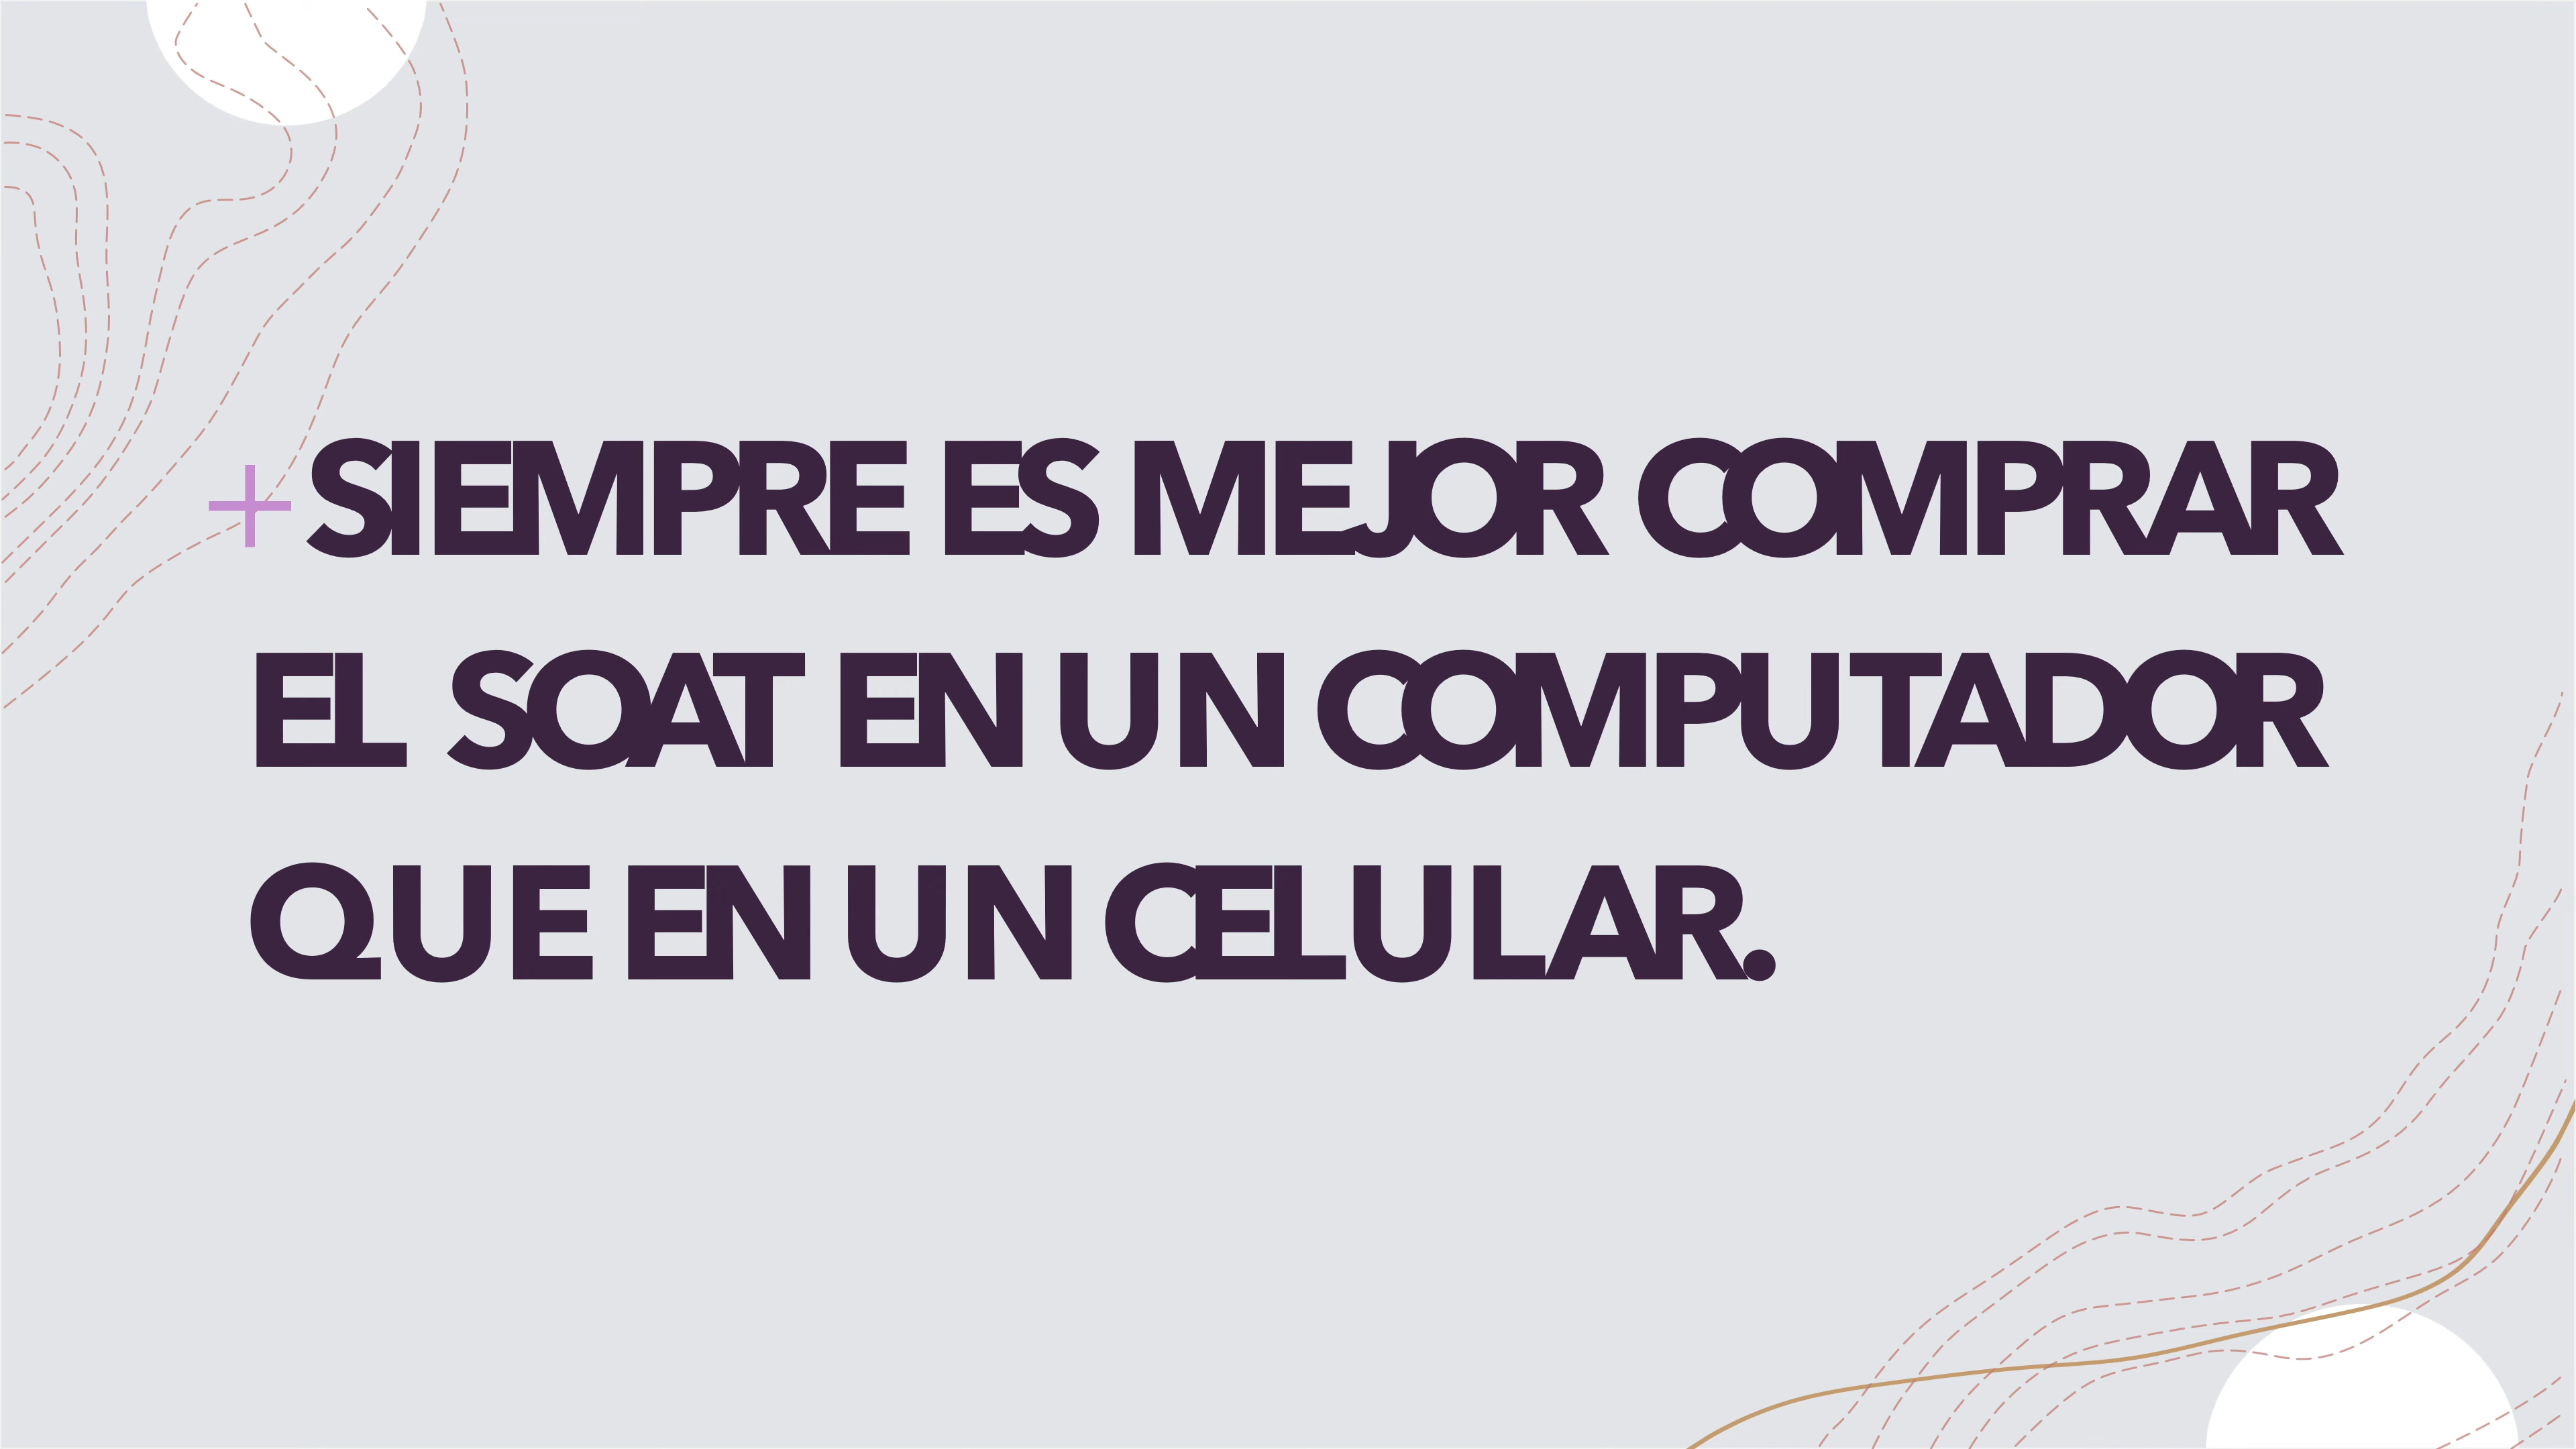 +SIEMPRE ES MEJOR COMPRAR
EL SOAT EN UN COMPUTADOR
QUE EN UN CELULAR.